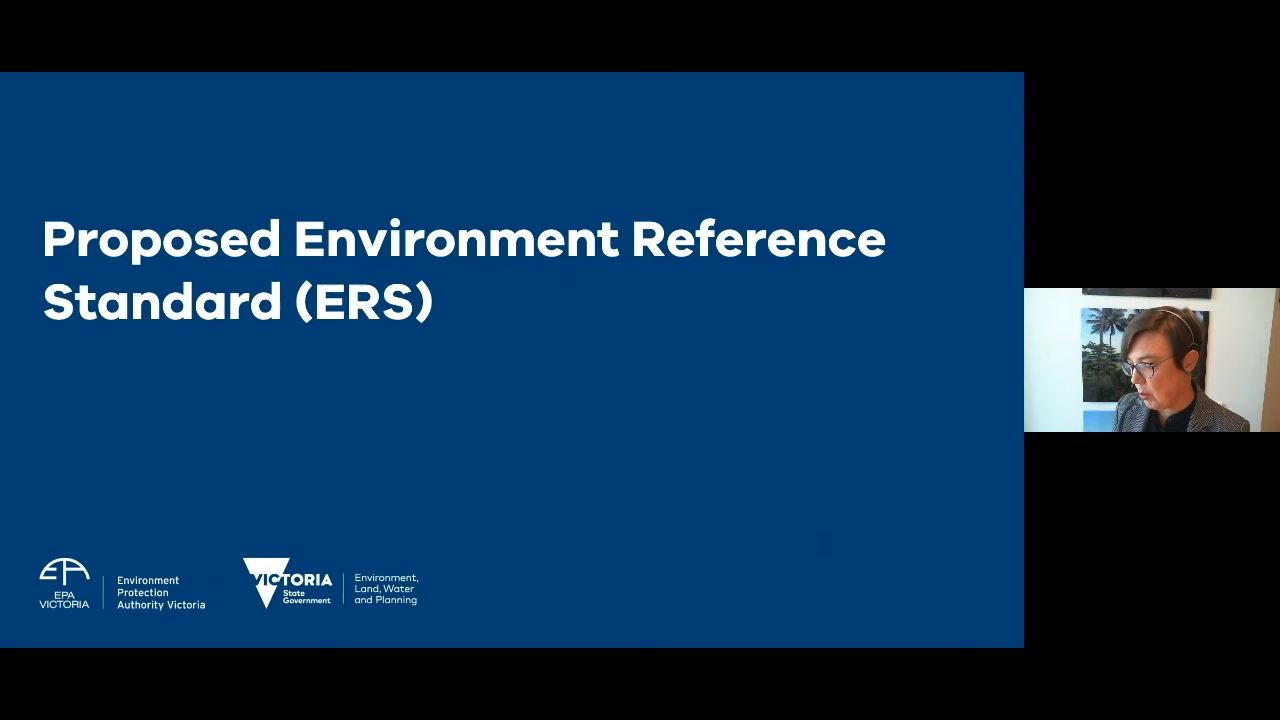 Proposed Environment Reference
Standard (ERS)
EPA
VICTORIA
Environment
Protection
Authority Victoria
VICTORIA
State
Government
Environment,
Land, Water
and Planning